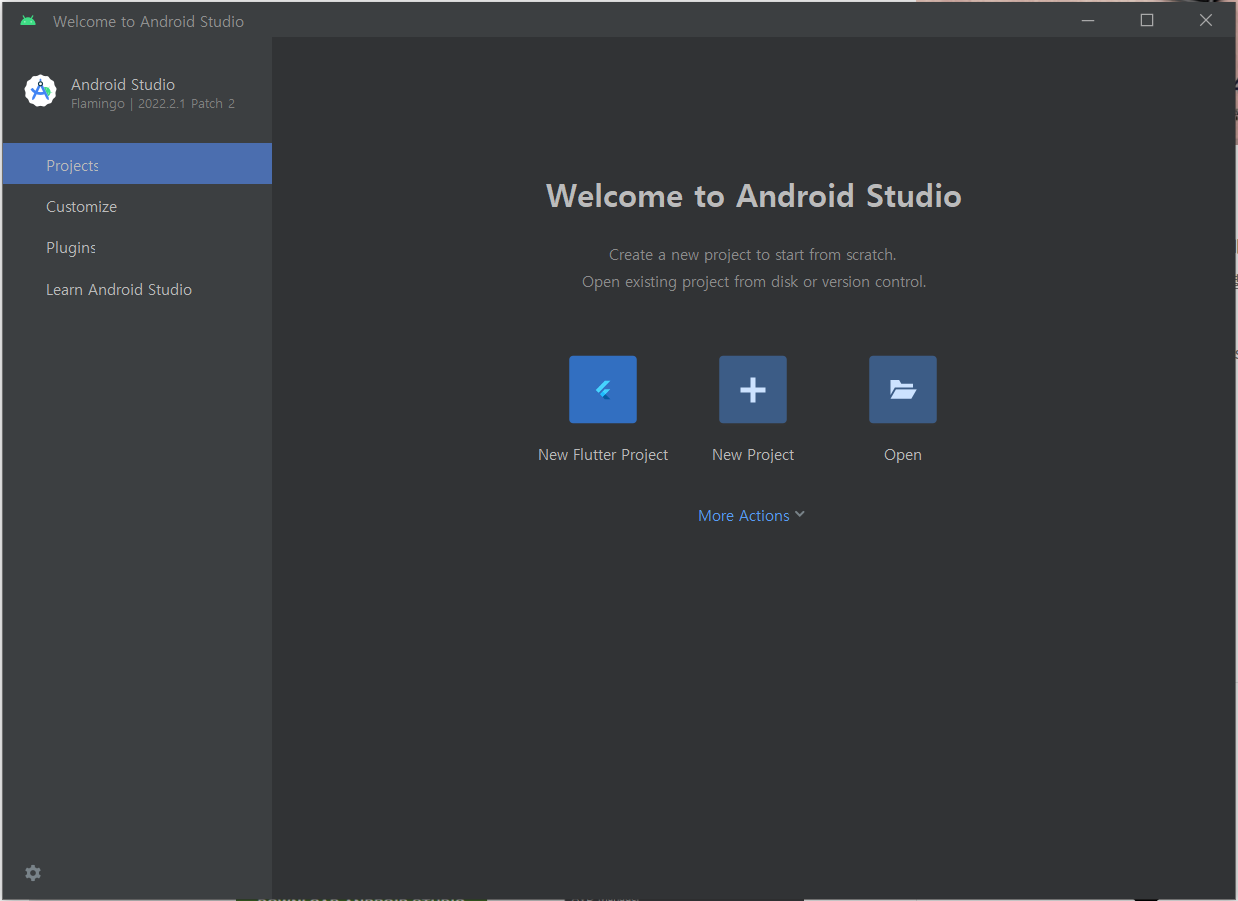 Welcome to Android Studio
Android Studio
Flamingo | 2022.2.1 Patch 2
Projects
Customize
Plugins
Learn Android Studio
Welcome to Android Studio
Create a new project to start from scratch.
Open existing project from disk or version control.
New Flutter Project
New Project
Open
More Actions